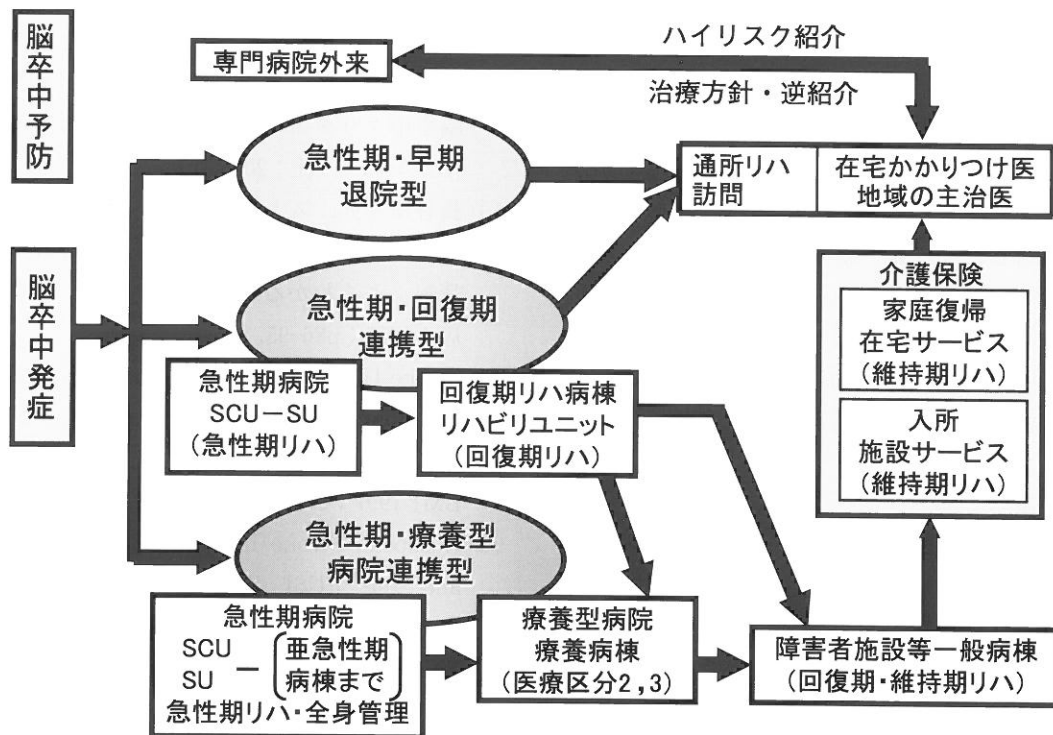 脳卒中予防
ハイリスク紹介
専門病院外来
治療方針・逆紹介
急性期・早期
退院型
通所リハ
訪問
在宅かかりつけ医
地域の主治医
脳卒中発症
急性期・回復期
連携型
介護保険
家庭復帰
在宅サービス
(維持期リハ)
入所
施設サービス
(維持期リハ)
急性期病院
SCU－SU
(急性期リハ)
回復期リハ病棟
リハビリユニット
(回復期リハ)
急性期・療養型
病院連携型
急性期病院
SCU
SU
－
亜急性期
病棟まで
急性期リハ・全身管理
療養型病院
療養病棟
(医療区分2,3)
障害者施設等一般病棟
(回復期・維持期リハ)